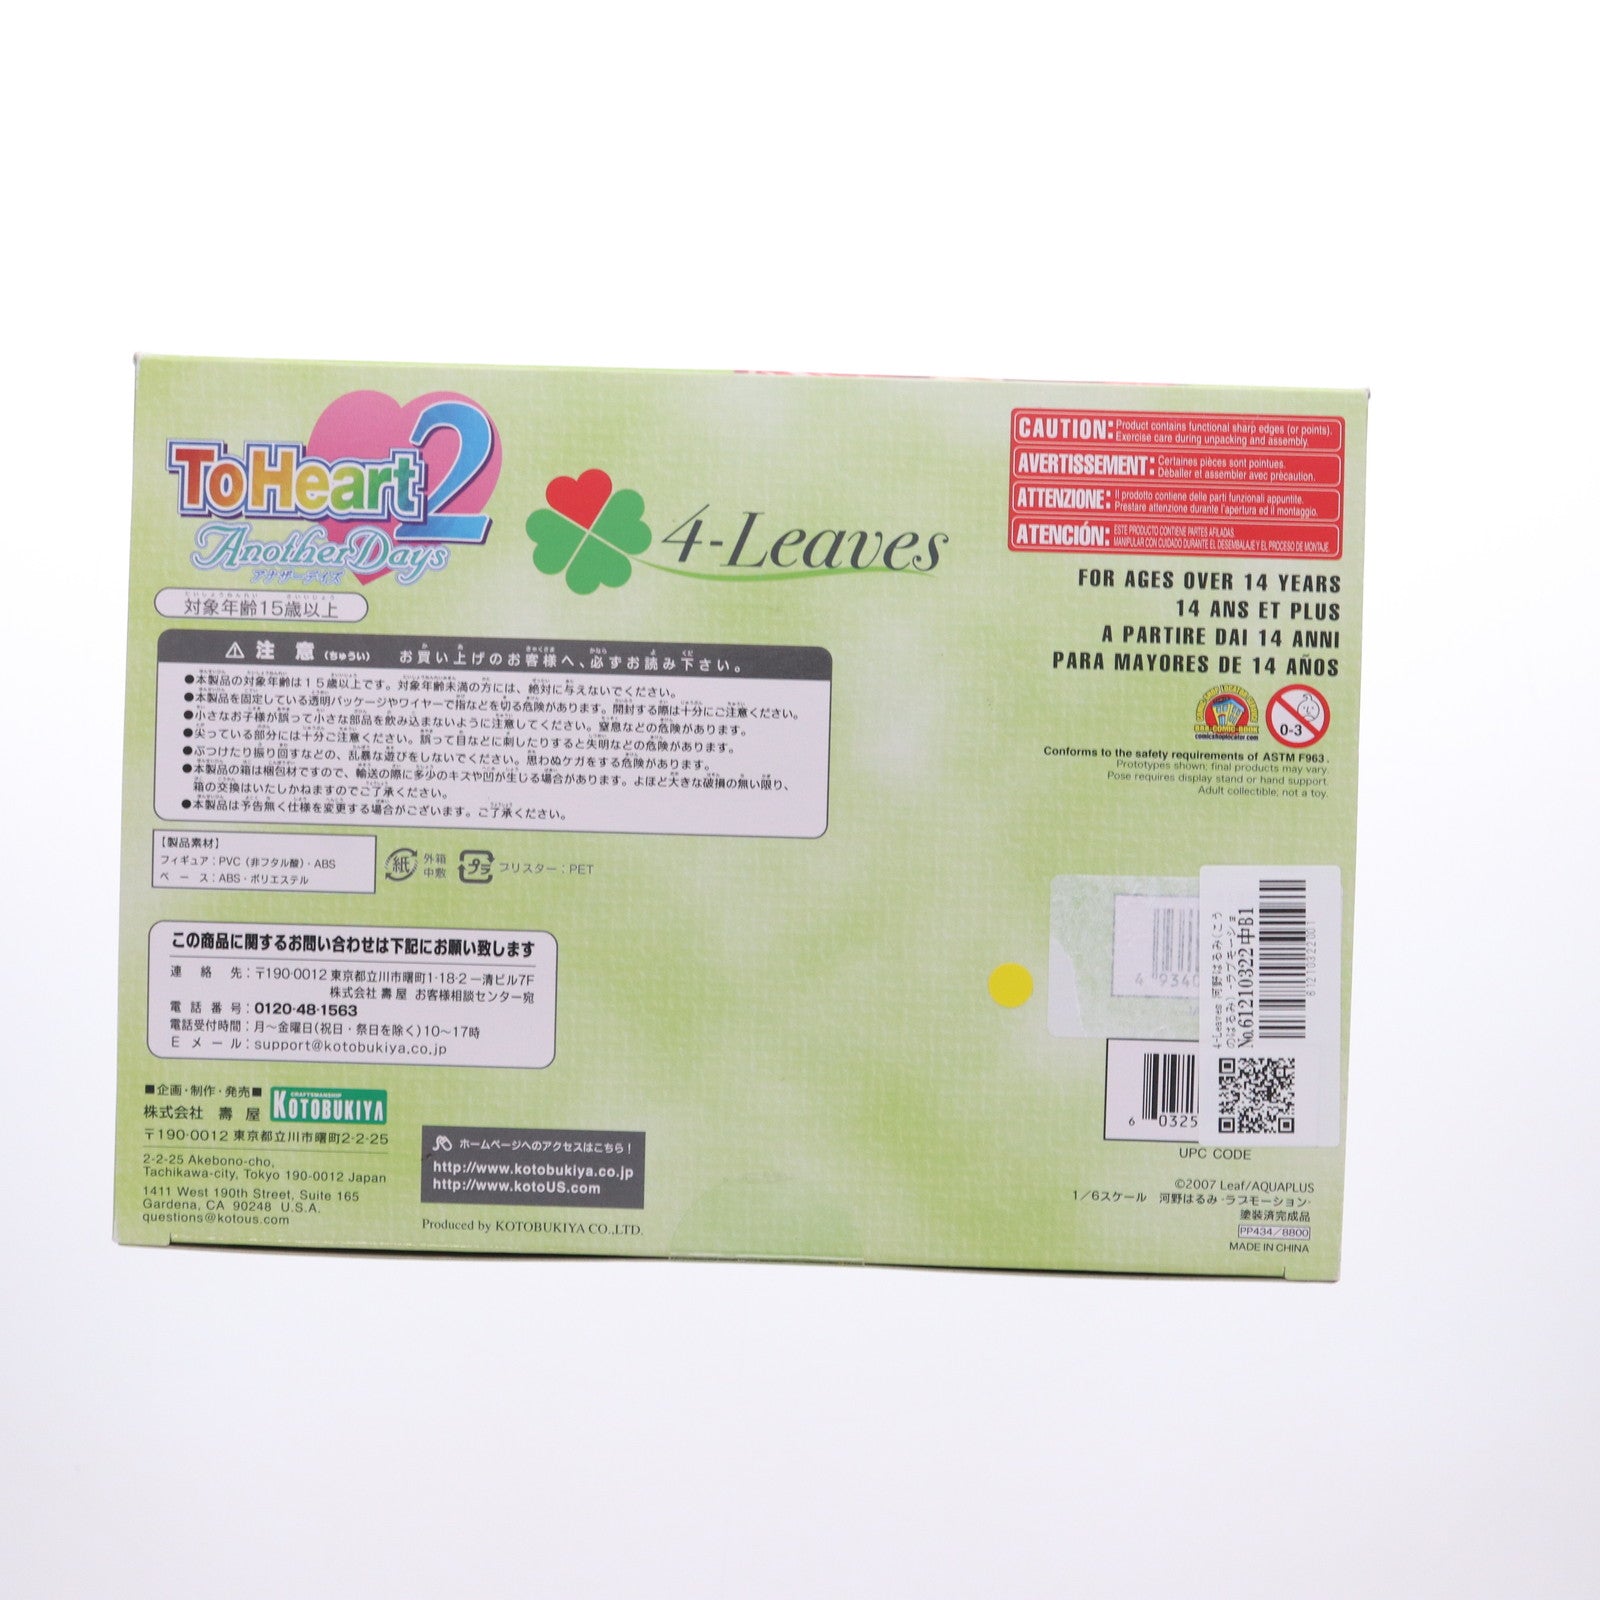 ToHeart2
AnotherDays
アナザーデイズ
対象年齢15歳以上
4-Leaves
CAUTION: Product contains functional sharp edges (or points).
Exercise care during unpacking and assembly.
AVERTISSEMENT: Certaines pièces sont pointues.
Déballer et assembler avec précaution.
ATTENZIONE: Il prodotto contiene delle parti funzionali appuntite.
Prestare attenzione durante l'apertura ed il montaggio.
ATENCIÓN: ESTE PRODUCTO CONTIENE PARTES AFILADAS.
MANIPULAR CON CUIDADO DURANTE EL DESEMBALAJE Y EL PROCESO DE MONTAJE.
FOR AGES OVER 14 YEARS
14 ANS ET PLUS
A PARTIRE DAI 14 ANNI
PARA MAYORES DE 14 AÑOS
comicshoplocator.com
0-3
Conforms to the safety requirements of ASTM F963.
Prototypes shown; final products may vary.
Pose requires display stand or hand support.
Adult collectible; not a toy.
注意(ちゅうい) お買い上げのお客様へ、必ずお読み下さい。
●本製品の対象年齢は15歳以上です。対象年齢未満の方には、絶対に与えないでください。
●本製品を固定している透明パッケージやワイヤーで指などを切る危険があります。開封する際は十分にご注意ください。
●小さなお子様が誤って小さな部品を飲み込まないように注意してください。窒息などの危険があります。
●尖っている部分には十分ご注意ください。誤って目などに刺したりすると失明などの危険があります。
●ぶつけたり振り回すなどの、乱暴な遊びをしないでください。思わぬケガをする危険があります。
●本製品の箱は梱包材ですので、輸送の際に多少のキズや凹が生じる場合があります。よほど大きな破損の無い限り、
箱の交換はいたしかねますのでご了承ください。
●本製品は予告無く仕様を変更する場合がございます。ご了承ください。
【製品素材】
フィギュア:PVC(非フタル酸)・ABS
ベース:ABS・ポリエステル
紙 外箱
中敷
プラ ブリスター:PET
この商品に関するお問い合わせは下記にお願い致します
連絡先:〒190-0012 東京都立川市曙町1-18-2 一清ビル7F
株式会社 壽屋 お客様相談センター宛
電話番号:0120-48-1563
電話受付時間:月～金曜日(祝日・祭日を除く)10～17時
Eメール:support@kotobukiya.co.jp
■企画・制作・発売■
株式会社 壽屋
CRAFTSMANSHIP
KOTOBUKIYA
〒190-0012 東京都立川市曙町2-2-25
2-2-25 Akebono-cho,
Tachikawa-city, Tokyo 190-0012 Japan
1411 West 190th Street, Suite 165
Gardena, CA 90248 U.S.A.
questions@kotous.com
ホームページへのアクセスはこちら!
http://www.kotobukiya.co.jp
http://www.kotoUS.com
Produced by KOTOBUKIYA CO.,LTD.
4 9340
4-Leaves 河野はるみ(こう
のはるみ) -ラブモーショ
No.61210322 中B1
6 0325
UPC CODE
©2007 Leaf/AQUAPLUS
1/6スケール 河野はるみ -ラブモーション-
塗装済完成品
PP434/8800
MADE IN CHINA